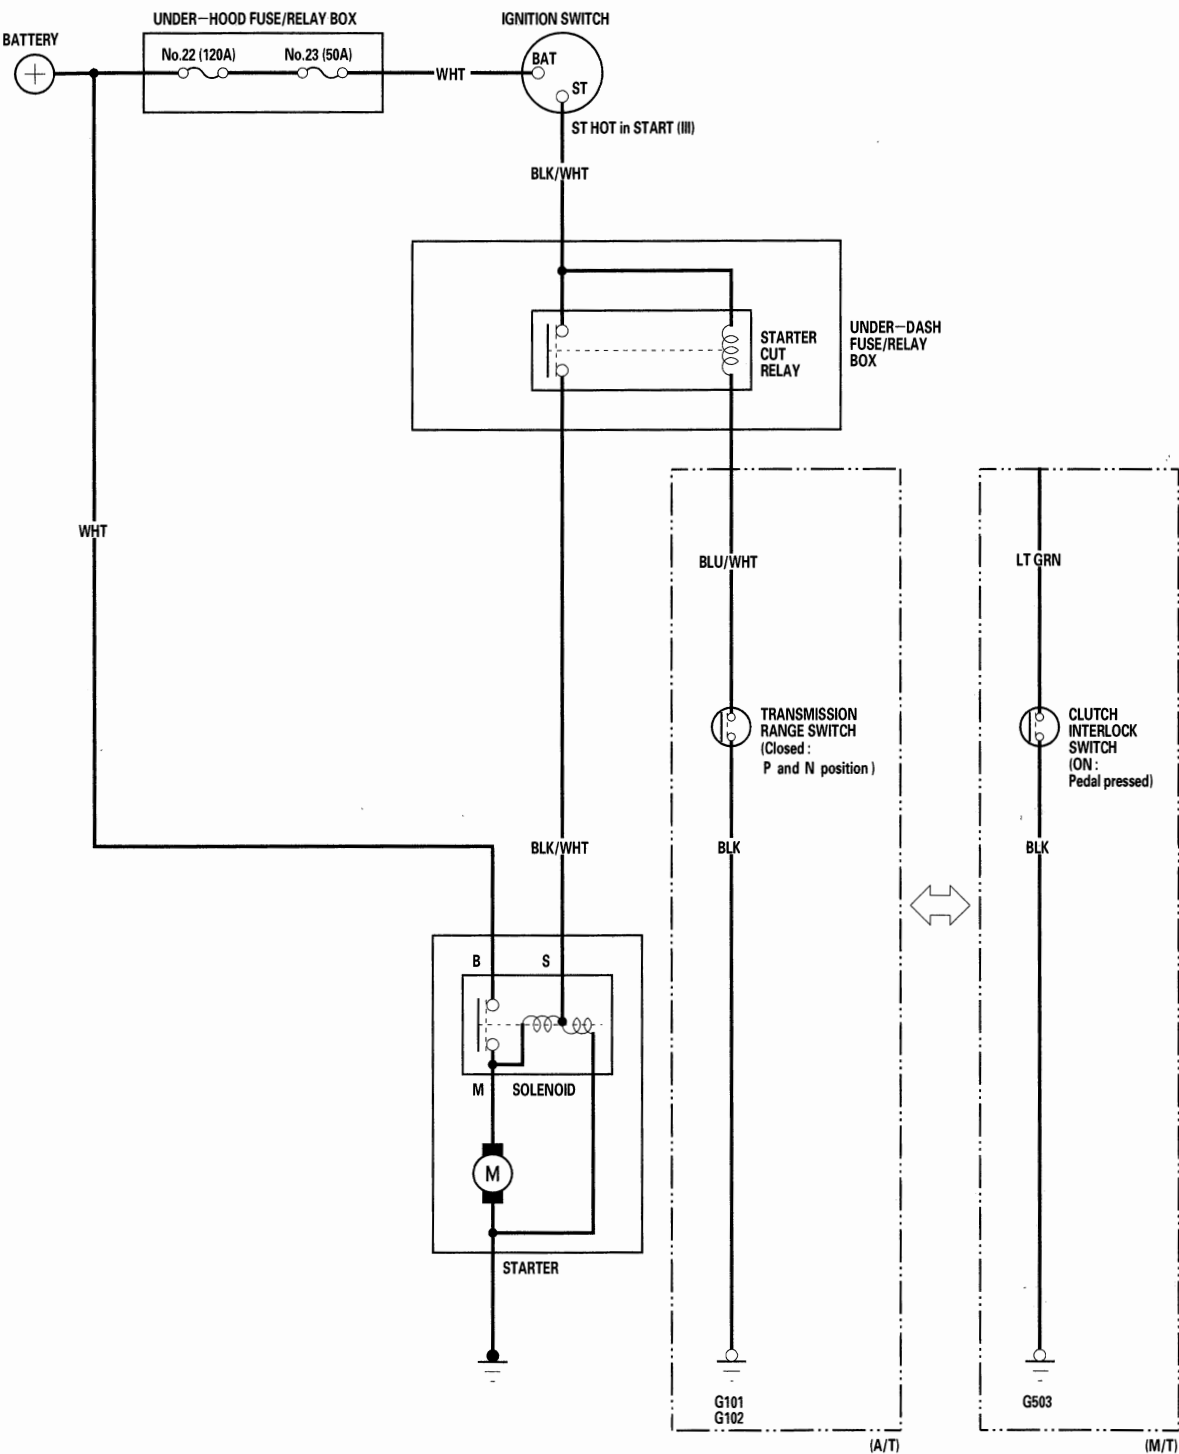 UNDER-HOOD FUSE/RELAY BOX
IGNITION SWITCH
BATTERY
No.22 (120A)
No.23 (50A)
BAT
WHT
ST
ST HOT in START (III)
BLK/WHT
STARTER
CUT
RELAY
UNDER-DASH
FUSE/RELAY
BOX
WHT
BLU/WHT
LT GRN
TRANSMISSION
RANGE SWITCH
(Closed :
P and N position )
CLUTCH
INTERLOCK
SWITCH
(ON :
Pedal pressed)
BLK/WHT
BLK
BLK
B
S
M
SOLENOID
M
STARTER
G101
G102
G503
(A/T)
(M/T)